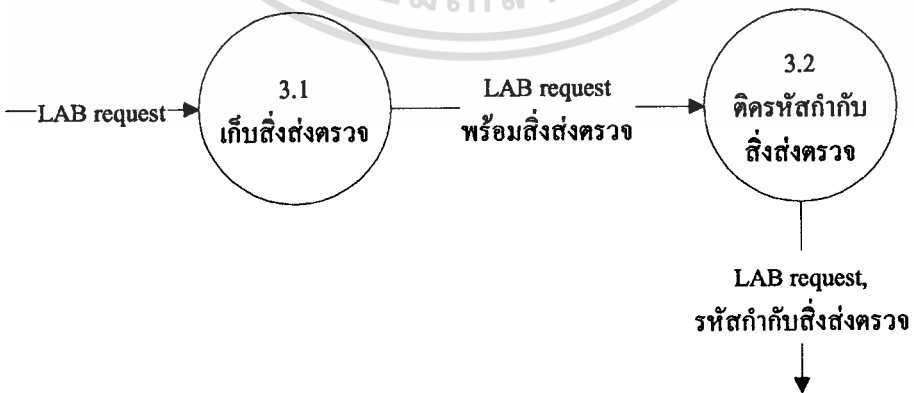 LAB request
3.1
เก็บสิ่งส่งตรวจ
LAB request
พร้อมสิ่งส่งตรวจ
3.2
ติดรหัสกำกับ
สิ่งส่งตรวจ
LAB request,
รหัสกำกับสิ่งส่งตรวจ